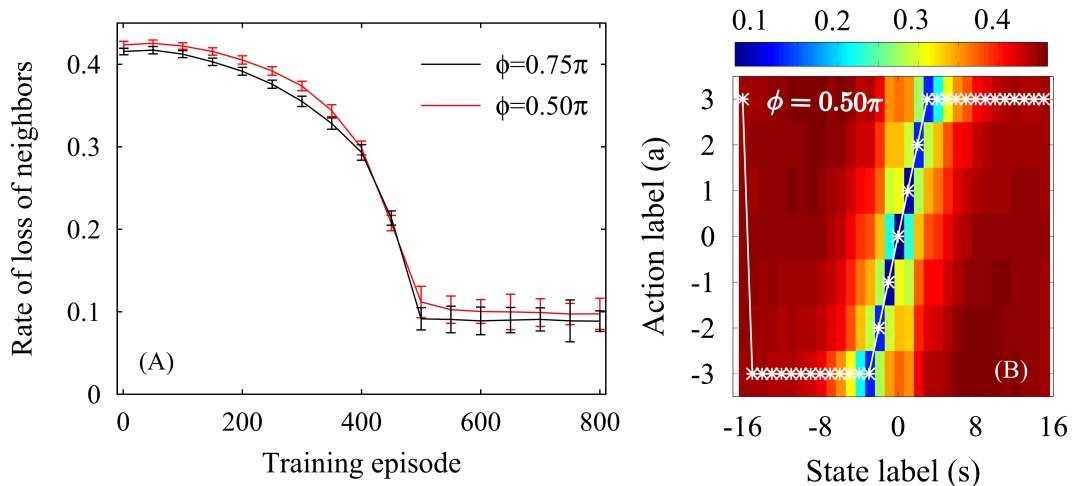 Rate of loss of neighbors
0.4
0.3
0.2
0.1
0
ϕ=0.75π
ϕ=0.50π
(A)
0 200 400 600 800
Training episode
0.1 0.2 0.3 0.4
Action label (a)
3
2
1
0
-1
-2
-3
ϕ = 0.50π
(B)
-16 -8 0 8 16
State label (s)